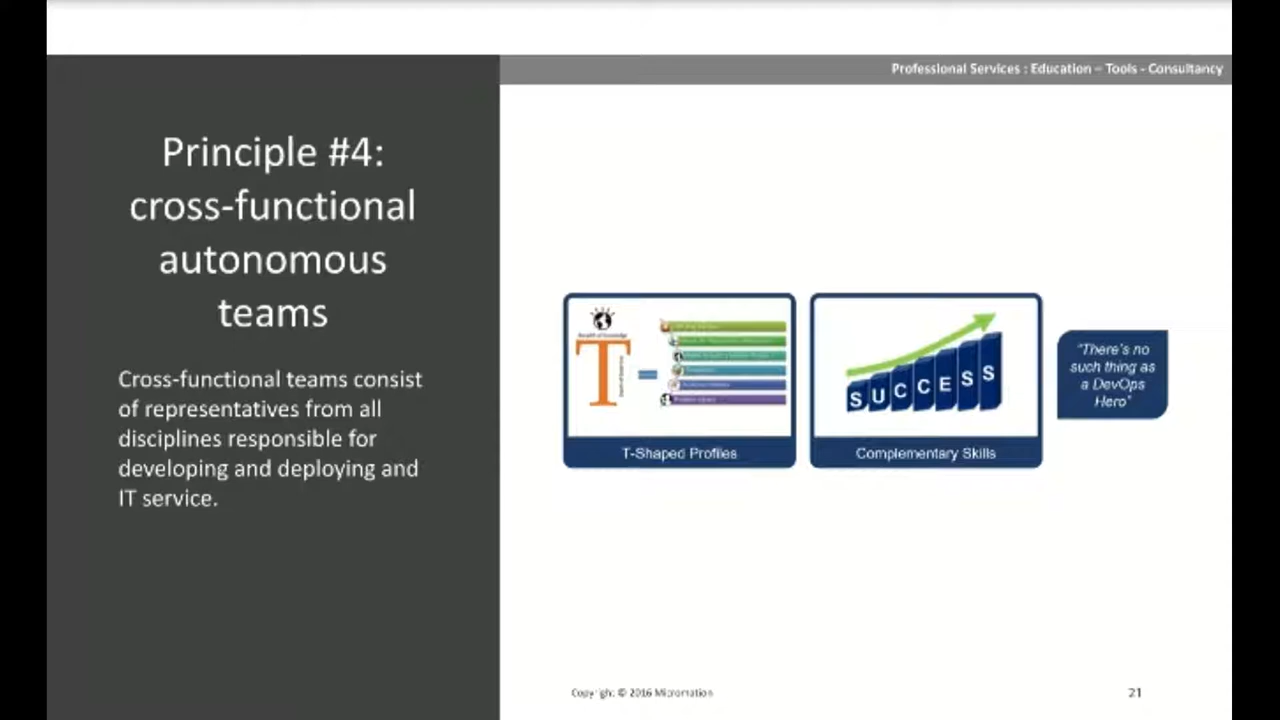 Professional Services : Education – Tools - Consultancy
Principle #4:
cross-functional
autonomous
teams
Cross-functional teams consist
of representatives from all
disciplines responsible for
developing and deploying and
IT service.
T
T-Shaped Profiles
SUCCESS
Complementary Skills
"There's no
such thing as
a DevOps
Hero"
Copyright © 2016 Micromation
21